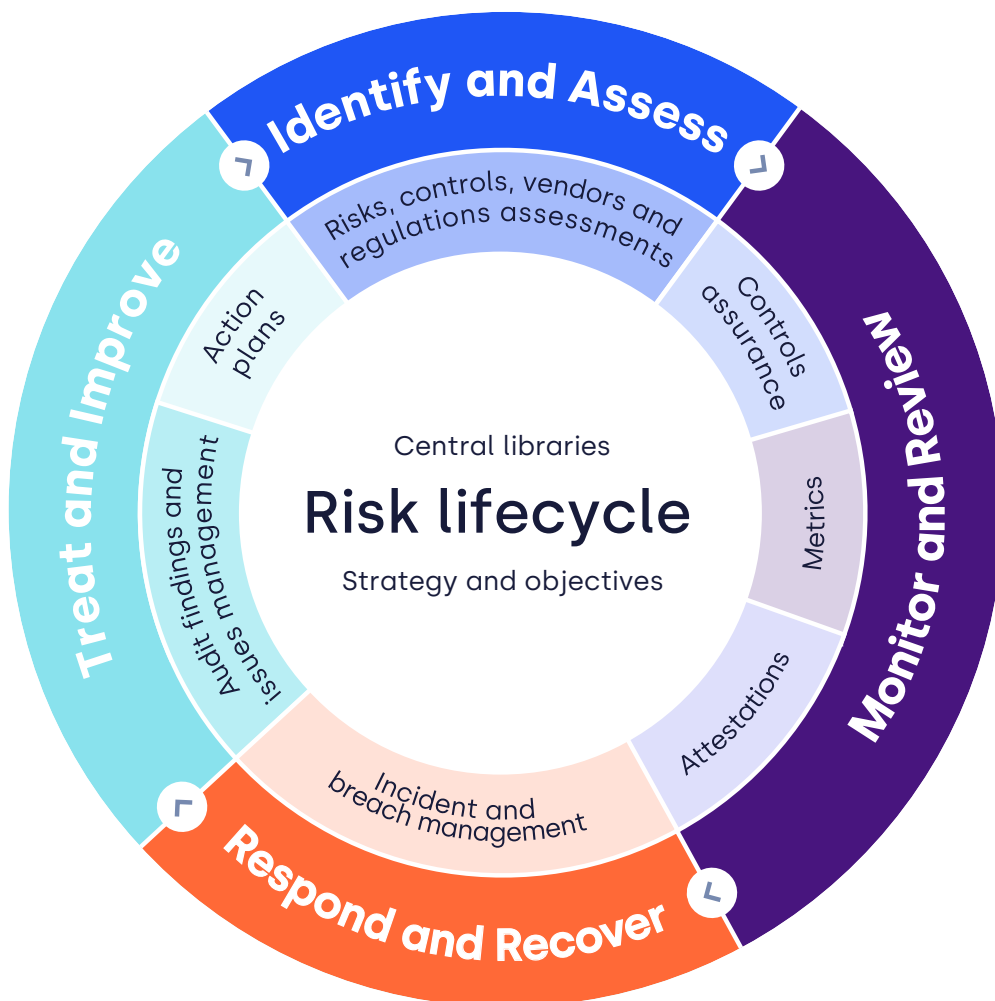 Identify and Assess
Risks, controls, vendors and
regulations assessments
Monitor and Review
Controls
assurance
Metrics
Attestations
Respond and Recover
Incident and
breach management
Treat and Improve
Audit findings and
issues management
Action
plans
Central libraries
Risk lifecycle
Strategy and objectives